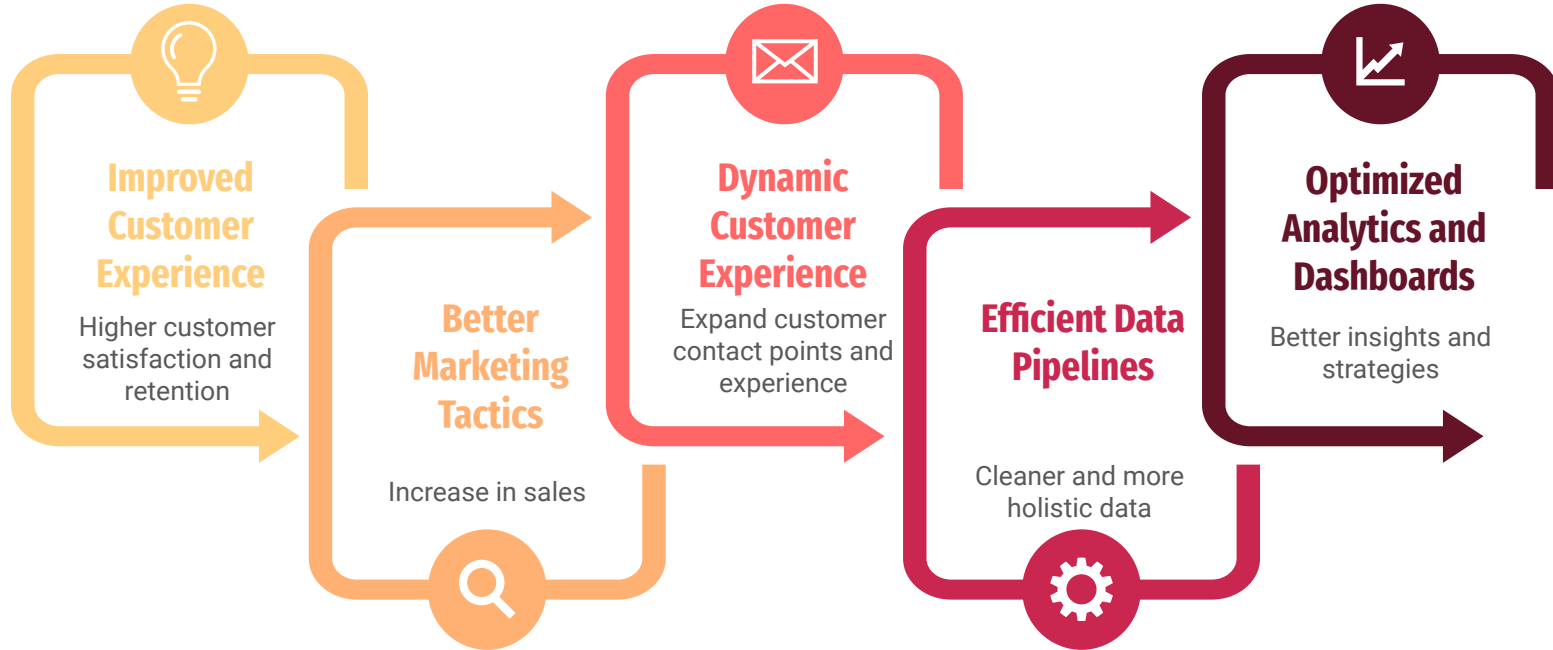 Improved
Customer
Experience
Higher customer
satisfaction and
retention
Better
Marketing
Tactics
Increase in sales
Dynamic
Customer
Experience
Expand customer
contact points and
experience
Efficient Data
Pipelines
Cleaner and more
holistic data
Optimized
Analytics and
Dashboards
Better insights and
strategies